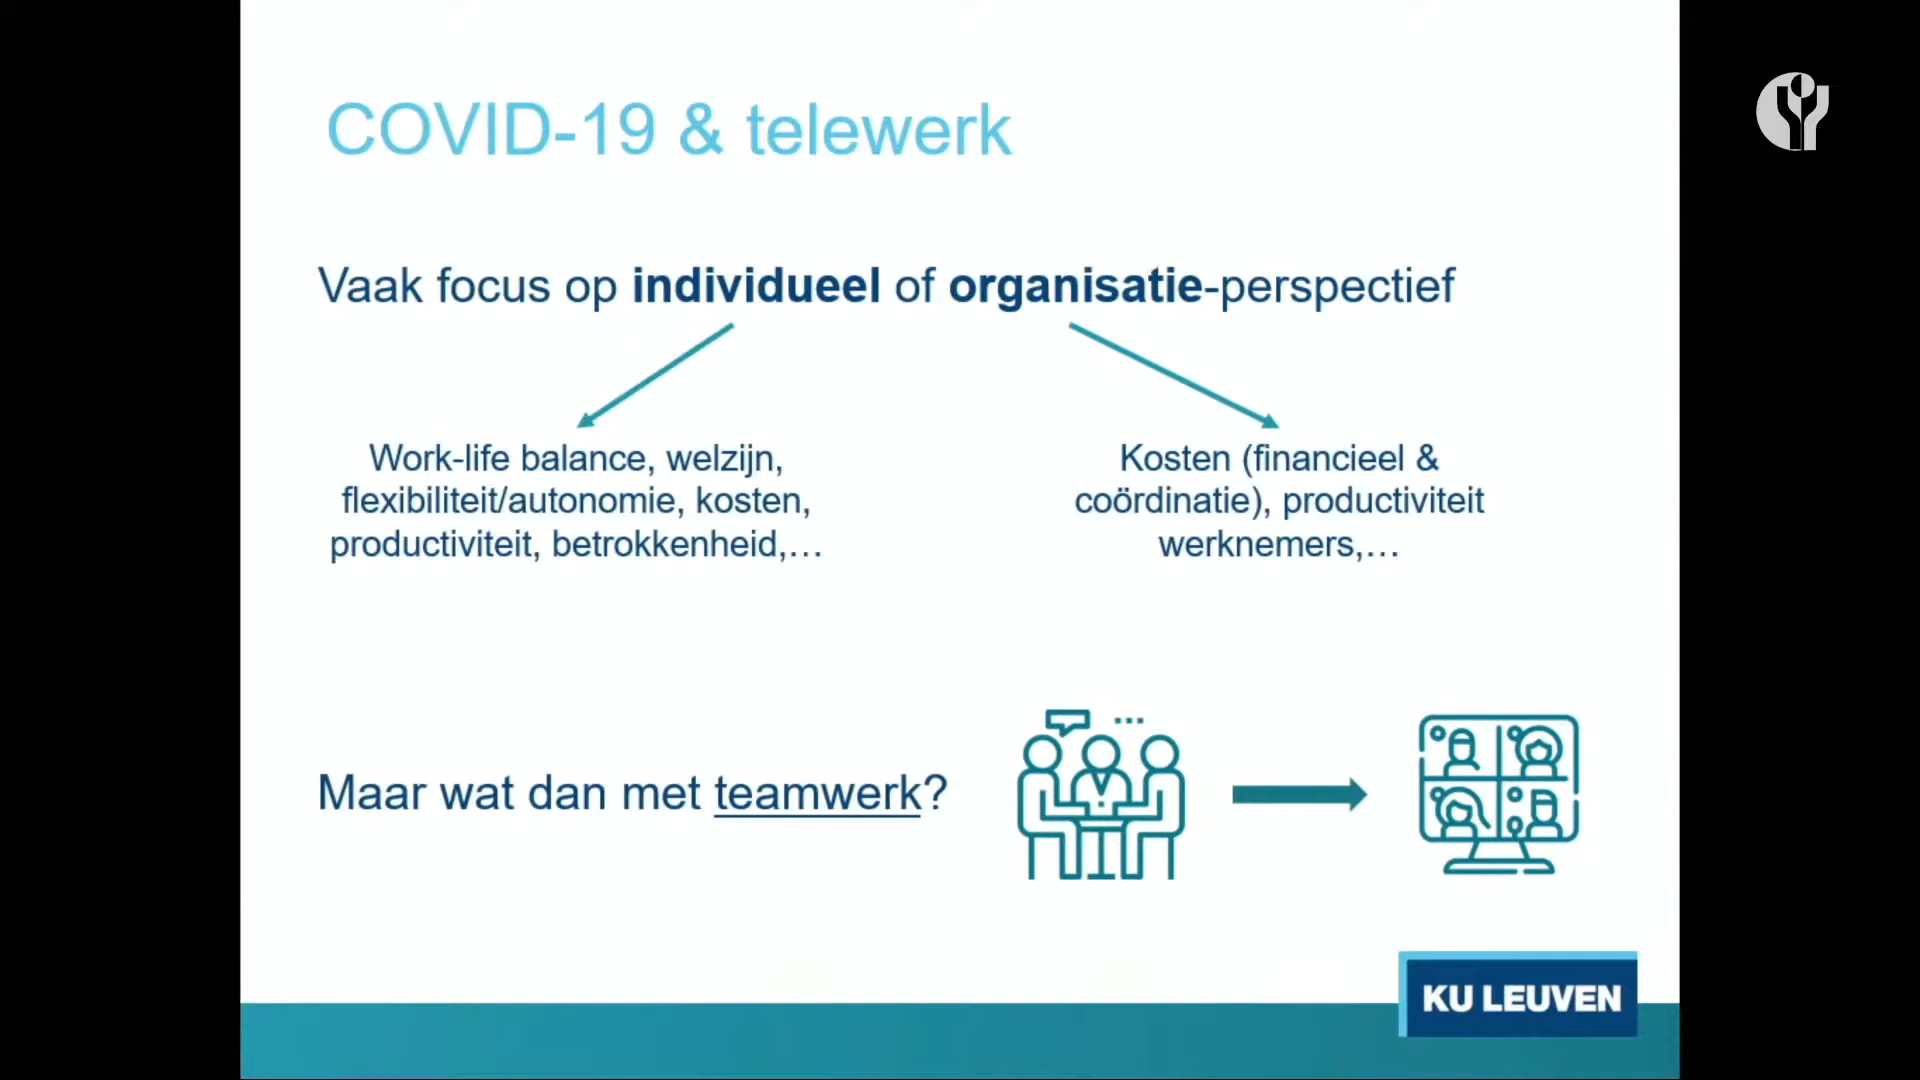 COVID-19 & telewerk
Vaak focus op individueel of organisatie-perspectief
Work-life balance, welzijn,
flexibiliteit/autonomie, kosten,
productiviteit, betrokkenheid,…
Kosten (financieel &
coördinatie), productiviteit
werknemers,…
Maar wat dan met teamwerk?
KU LEUVEN